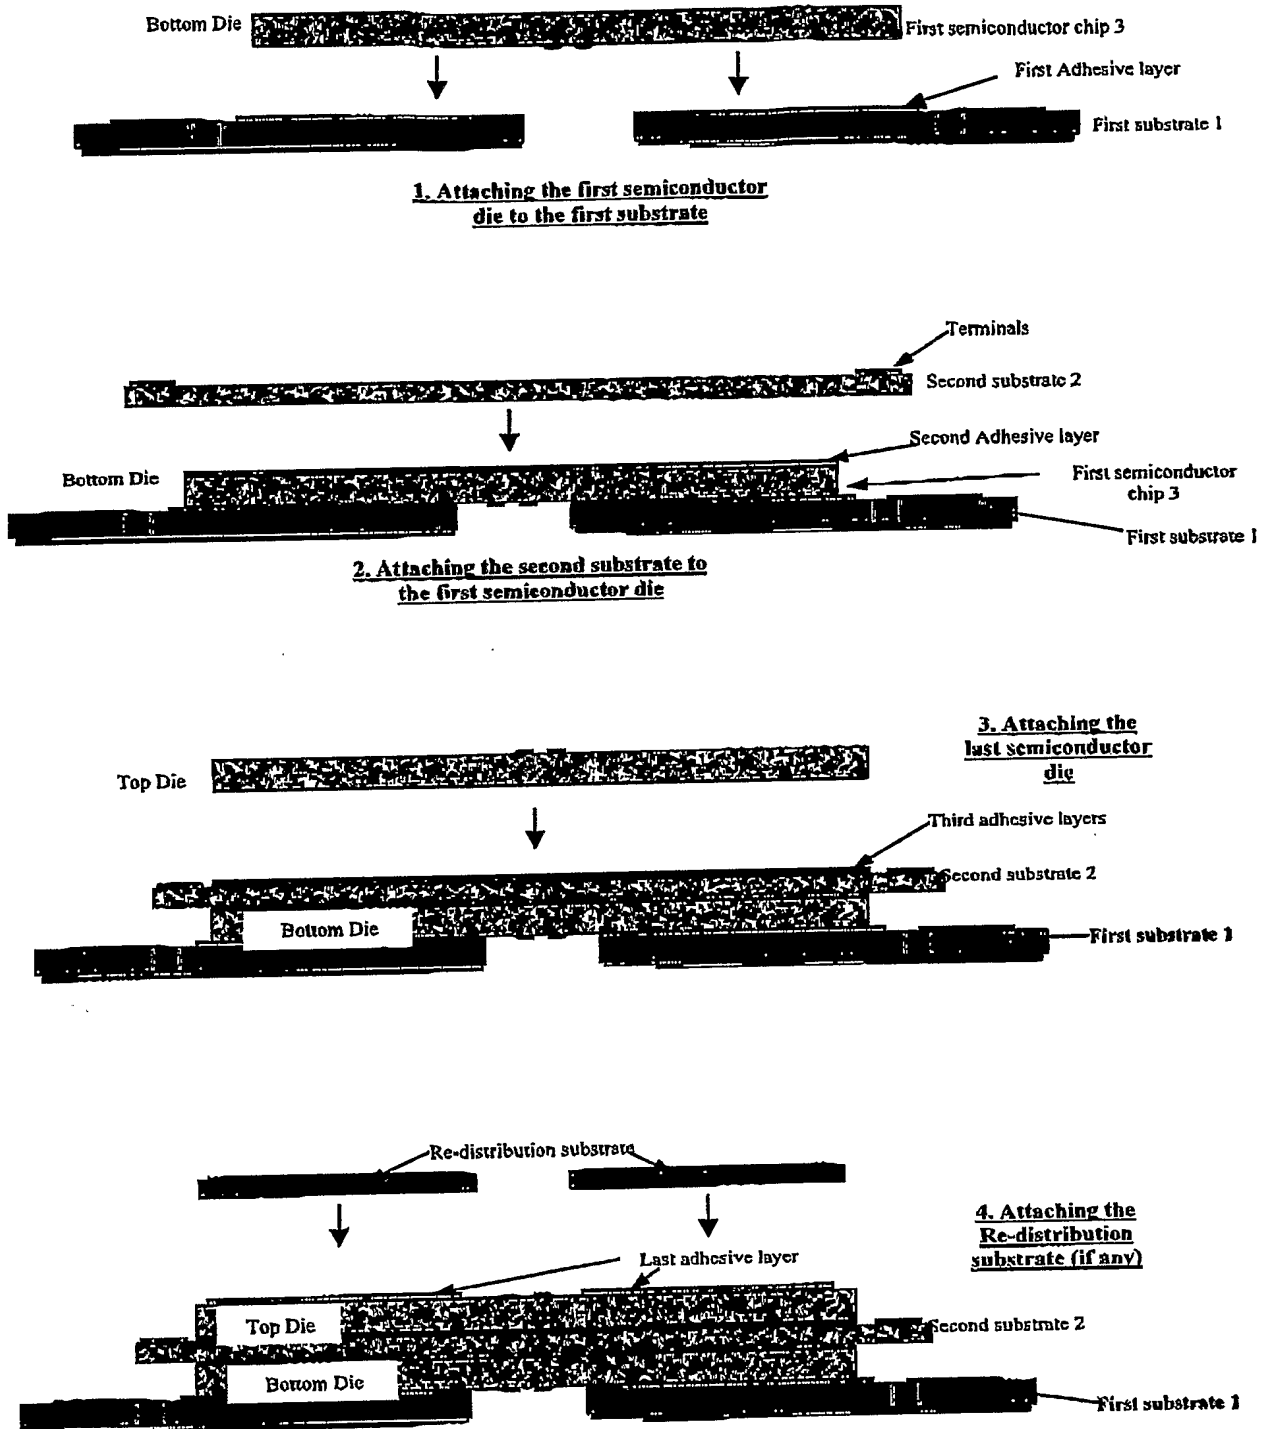 Bottom Die
First semiconductor chip 3
First Adhesive layer
First substrate 1
1. Attaching the first semiconductor
die to the first substrate
Terminals
Second substrate 2
Second Adhesive layer
Bottom Die
First semiconductor
chip 3
First substrate 1
2. Attaching the second substrate to
the first semiconductor die
3. Attaching the
last semiconductor
die
Top Die
Third adhesive layers
Second substrate 2
Bottom Die
First substrate 1
Re-distribution substrate
4. Attaching the
Re-distribution
substrate (if any)
Last adhesive layer
Top Die
Second substrate 2
Bottom Die
First substrate 1